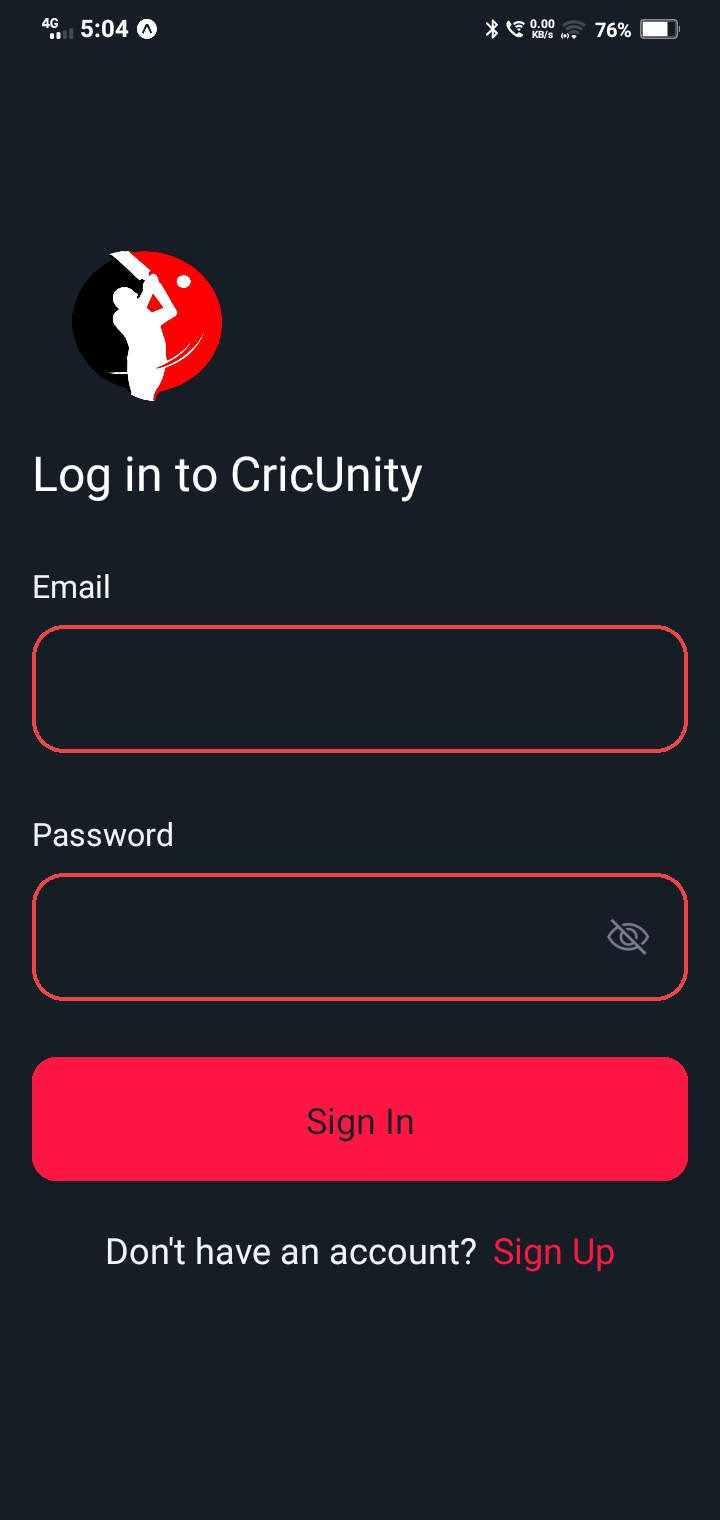 4G 5:04 0.00 KB/s 76%
Log in to CricUnity
Email
Password
Sign In
Don't have an account? Sign Up